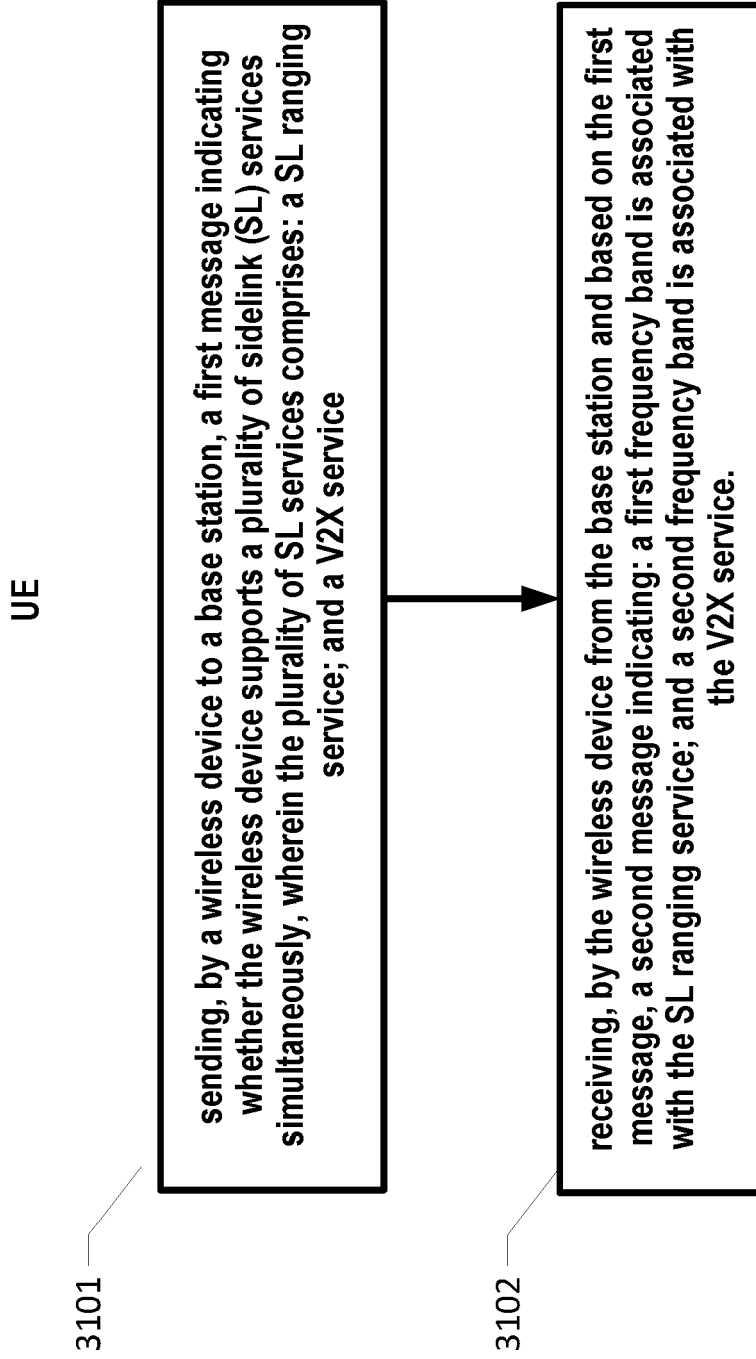 UE
3101
sending, by a wireless device to a base station, a first message indicating
whether the wireless device supports a plurality of sidelink (SL) services
simultaneously, wherein the plurality of SL services comprises: a SL ranging
service; and a V2X service
3102
receiving, by the wireless device from the base station and based on the first
message, a second message indicating: a first frequency band is associated
with the SL ranging service; and a second frequency band is associated with
the V2X service.